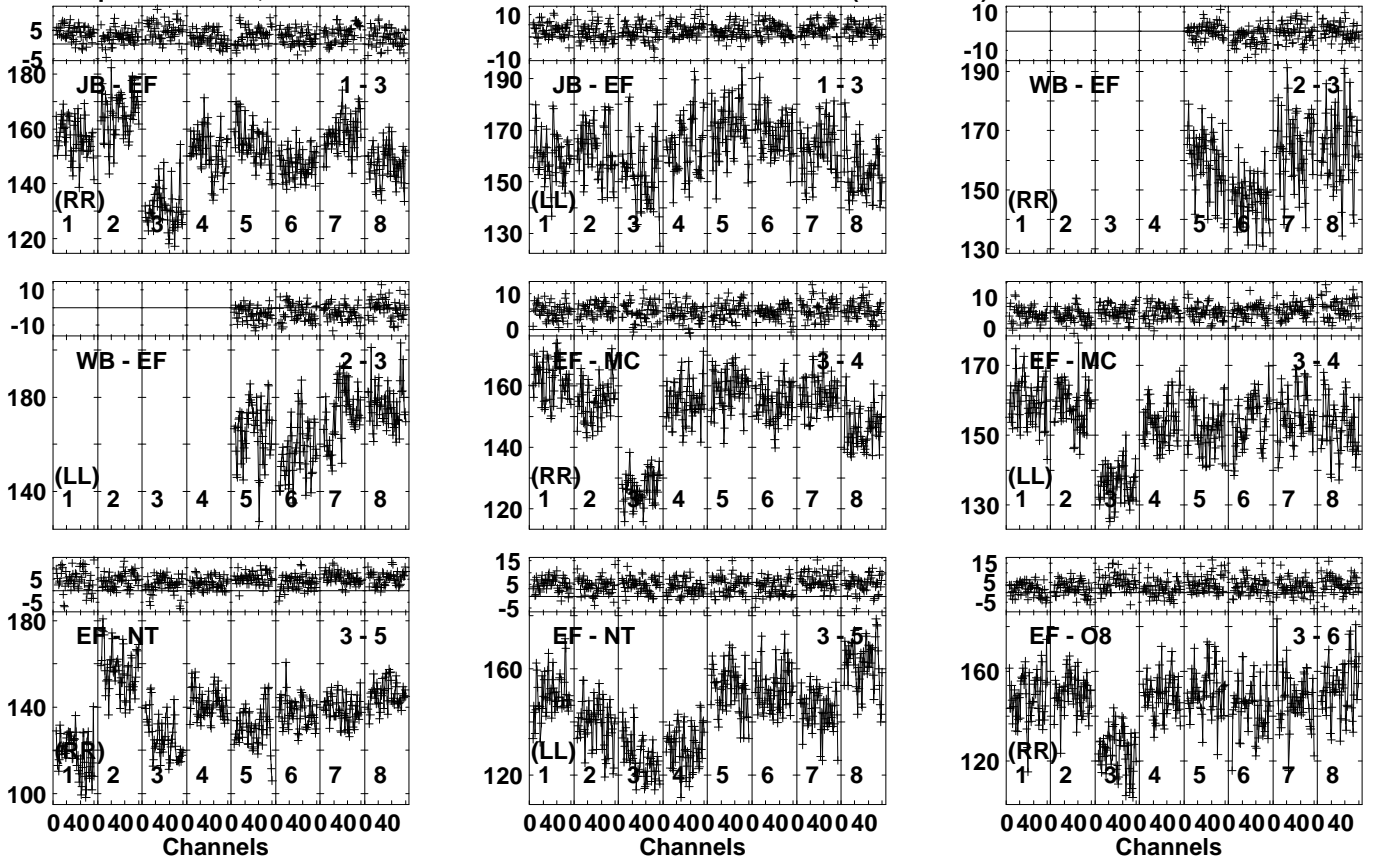 5 10 10
-5 -10 -10
180 JB - EF 1 - 3 190 JB - EF 1 - 3 190 WB - EF 2 - 3
160 170 170
140 150 150
(RR) (LL) (RR)
1 2 3 4 5 6 7 8 1 2 3 4 5 6 7 8 1 2 3 4 5 6 7 8
120 130 130
10 10 10
-10 0 0
WB - EF 2 - 3 EF - MC 3 - 4 EF - MC 3 - 4
180 160 170
140 150
(LL) (RR) (LL)
140 1 2 3 4 5 6 7 8 120 1 2 3 4 5 6 7 8 130 1 2 3 4 5 6 7 8
5 15 15
-5 5 5
-5 -5
180 EF - NT 3 - 5 EF - NT 3 - 5 EF - O8 3 - 6
140 160 160
(RR) (LL) (RR)
1 2 3 4 5 6 7 8 1 2 3 4 5 6 7 8 1 2 3 4 5 6 7 8
100 120 120
0 40 0 40 0 40 0 40 0 40 0 40 0 40 0 40 0 40 0 40 0 40 0 40 0 40 0 40 0 40 0 40 0 40 0 40 0 40 0 40 0 40 0 40 0 40 0 40
Channels Channels Channels